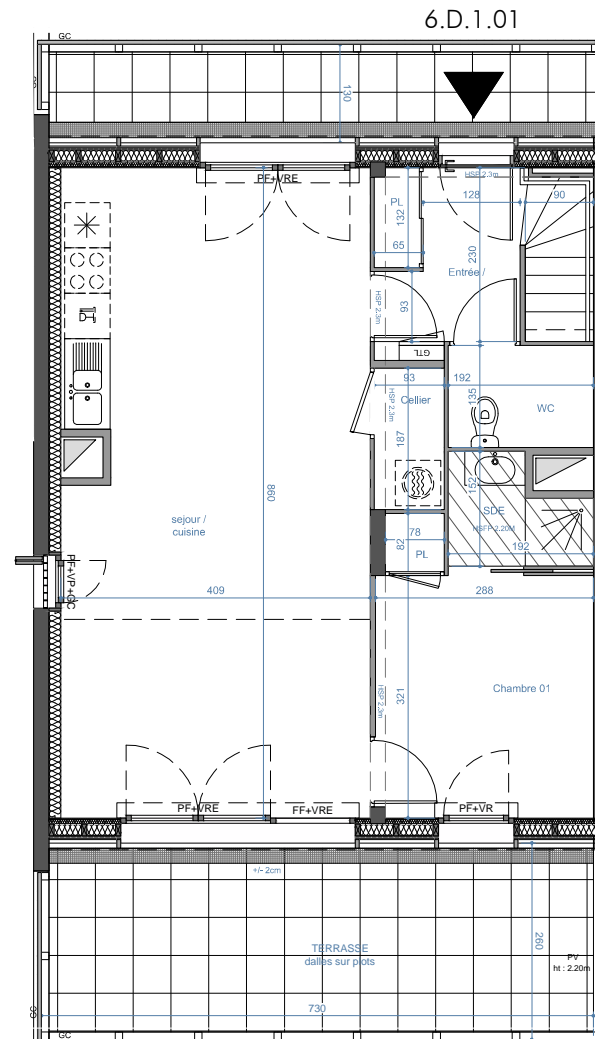 6.D.1.01
GC
GC
130
PF+VRE
HSP 2.3m
PL
132
65
128
90
230
Entrée /
HSP 2.3m
93
GTL
93
192
Cellier
HSP 2.3m
135
WC
187
152
SDE
HSFP 2.20M
192
860
sejour /
cuisine
78
82
PL
PF+VP+GC
409
288
Chambre 01
HSP 2.3m
321
PF+VRE
FF+VRE
PF+VR
+/- 2cm
TERRASSE
dalles sur plots
260
PV
ht : 2.20m
730
GC
GC